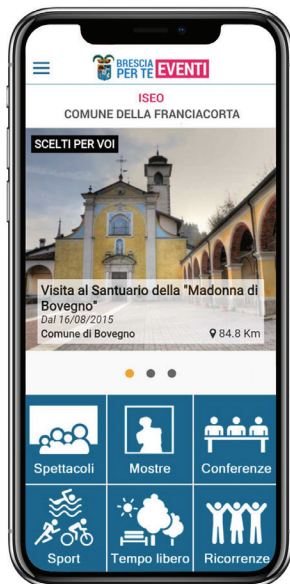 BRESCIA
PER TE EVENTI
ISEO
COMUNE DELLA FRANCIACORTA
SCELTI PER VOI
Visita al Santuario della "Madonna di
Bovegno"
Dal 16/08/2015
Comune di Bovegno 84.8 Km
Spettacoli Mostre Conferenze
Sport Tempo libero Ricorrenze